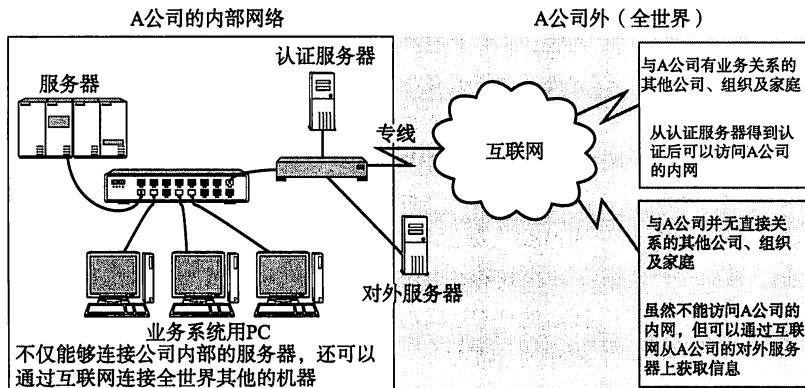 A公司的内部网络
A公司外（全世界）
认证服务器
服务器
专线
互联网
与A公司有业务关系的
其他公司、组织及家庭
从认证服务器得到认
证后可以访问A公司
的内网
与A公司并无直接关
系的其他公司、组织
及家庭
虽然不能访问A公司的
内网，但可以通过互联
网从A公司的对外服务
器上获取信息
对外服务器
业务系统用PC
不仅能够连接公司内部的服务器，还可以
通过互联网连接全世界其他的机器